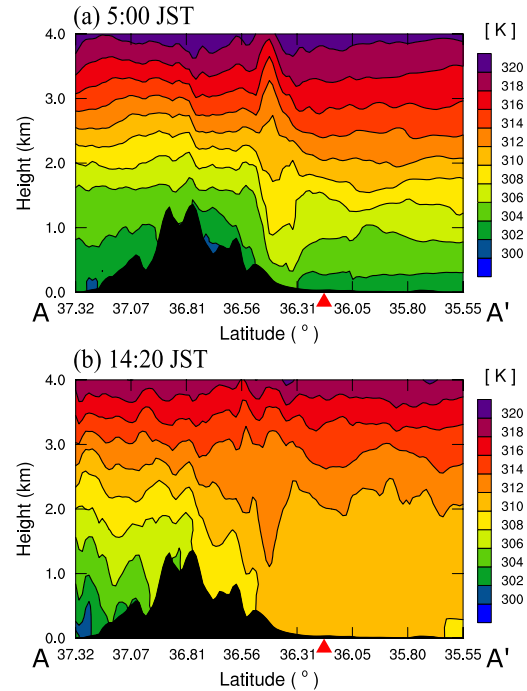 (a) 5:00 JST
[ K ]
4.0
3.0
2.0
1.0
0.0
Height (km)
320
318
316
314
312
310
308
306
304
302
300
37.32 37.07 36.81 36.56 36.31 36.05 35.80 35.55
A A'
Latitude ( ° )
(b) 14:20 JST
[ K ]
4.0
3.0
2.0
1.0
0.0
Height (km)
320
318
316
314
312
310
308
306
304
302
300
37.32 37.07 36.81 36.56 36.31 36.05 35.80 35.55
A A'
Latitude ( ° )